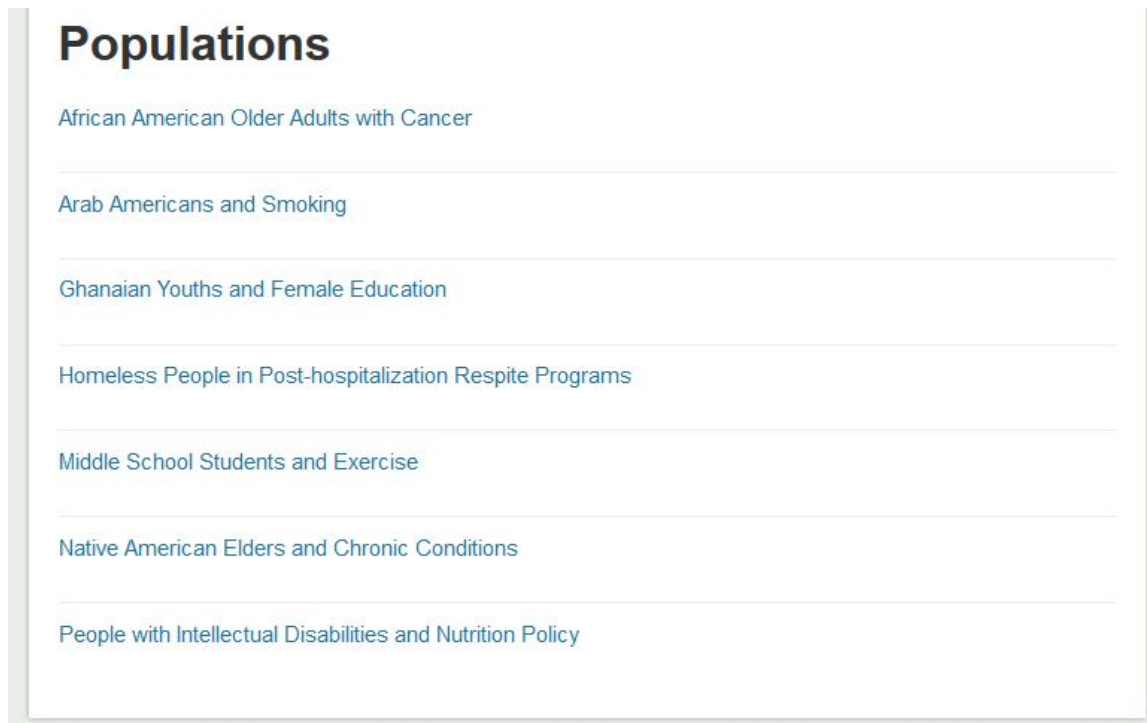 Populations
African American Older Adults with Cancer
Arab Americans and Smoking
Ghanaian Youths and Female Education
Homeless People in Post-hospitalization Respite Programs
Middle School Students and Exercise
Native American Elders and Chronic Conditions
People with Intellectual Disabilities and Nutrition Policy